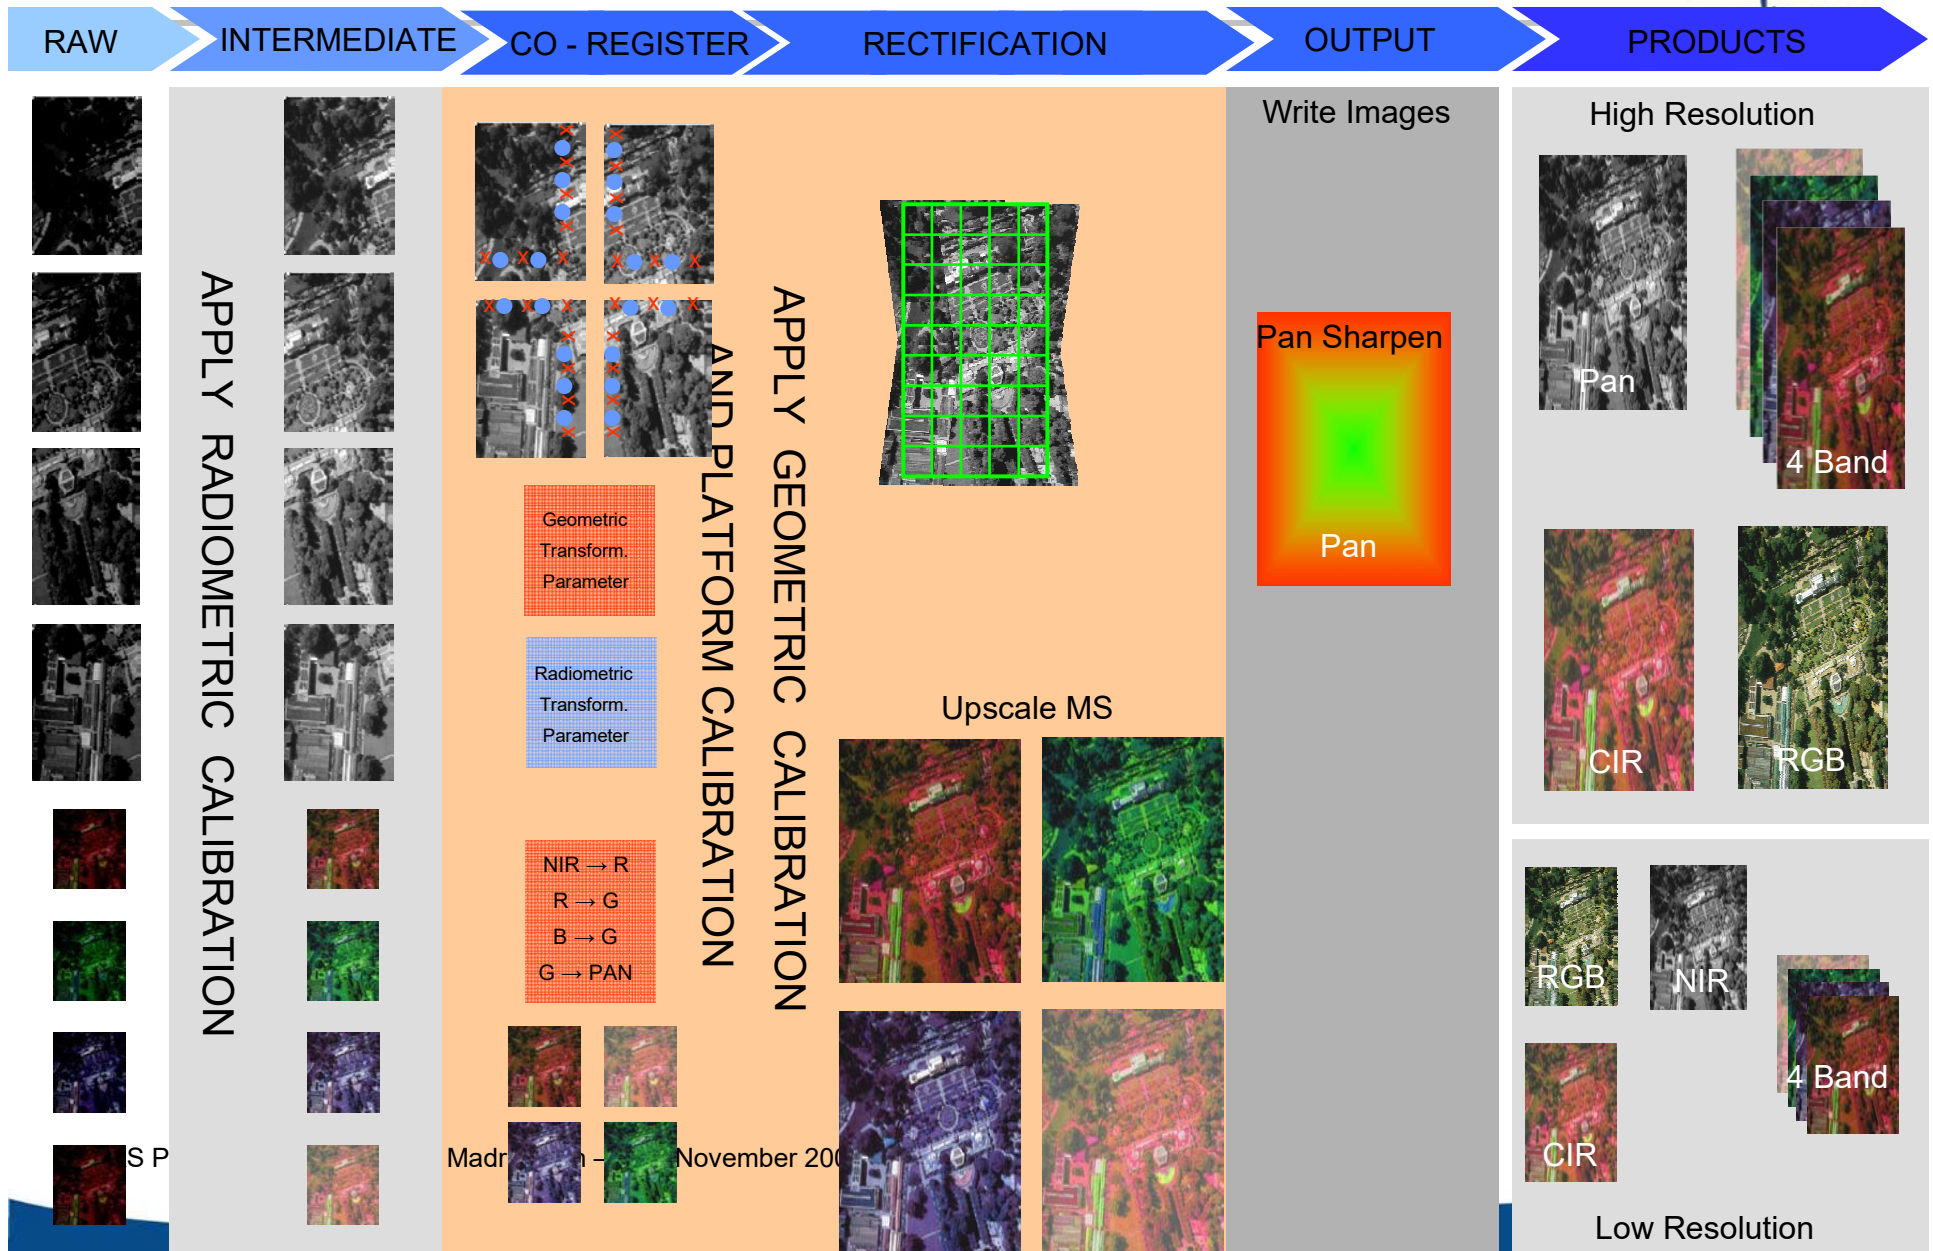 RAW
INTERMEDIATE
CO - REGISTER
RECTIFICATION
OUTPUT
PRODUCTS
APPLY RADIOMETRIC CALIBRATION
Geometric
Transform.
Parameter
Radiometric
Transform.
Parameter
NIR → R
R → G
B → G
G → PAN
APPLY GEOMETRIC CALIBRATION
AND PLATFORM CALIBRATION
Upscale MS
Write Images
Pan Sharpen
Pan
High Resolution
Pan
4 Band
CIR
RGB
RGB
NIR
4 Band
CIR
Low Resolution
November